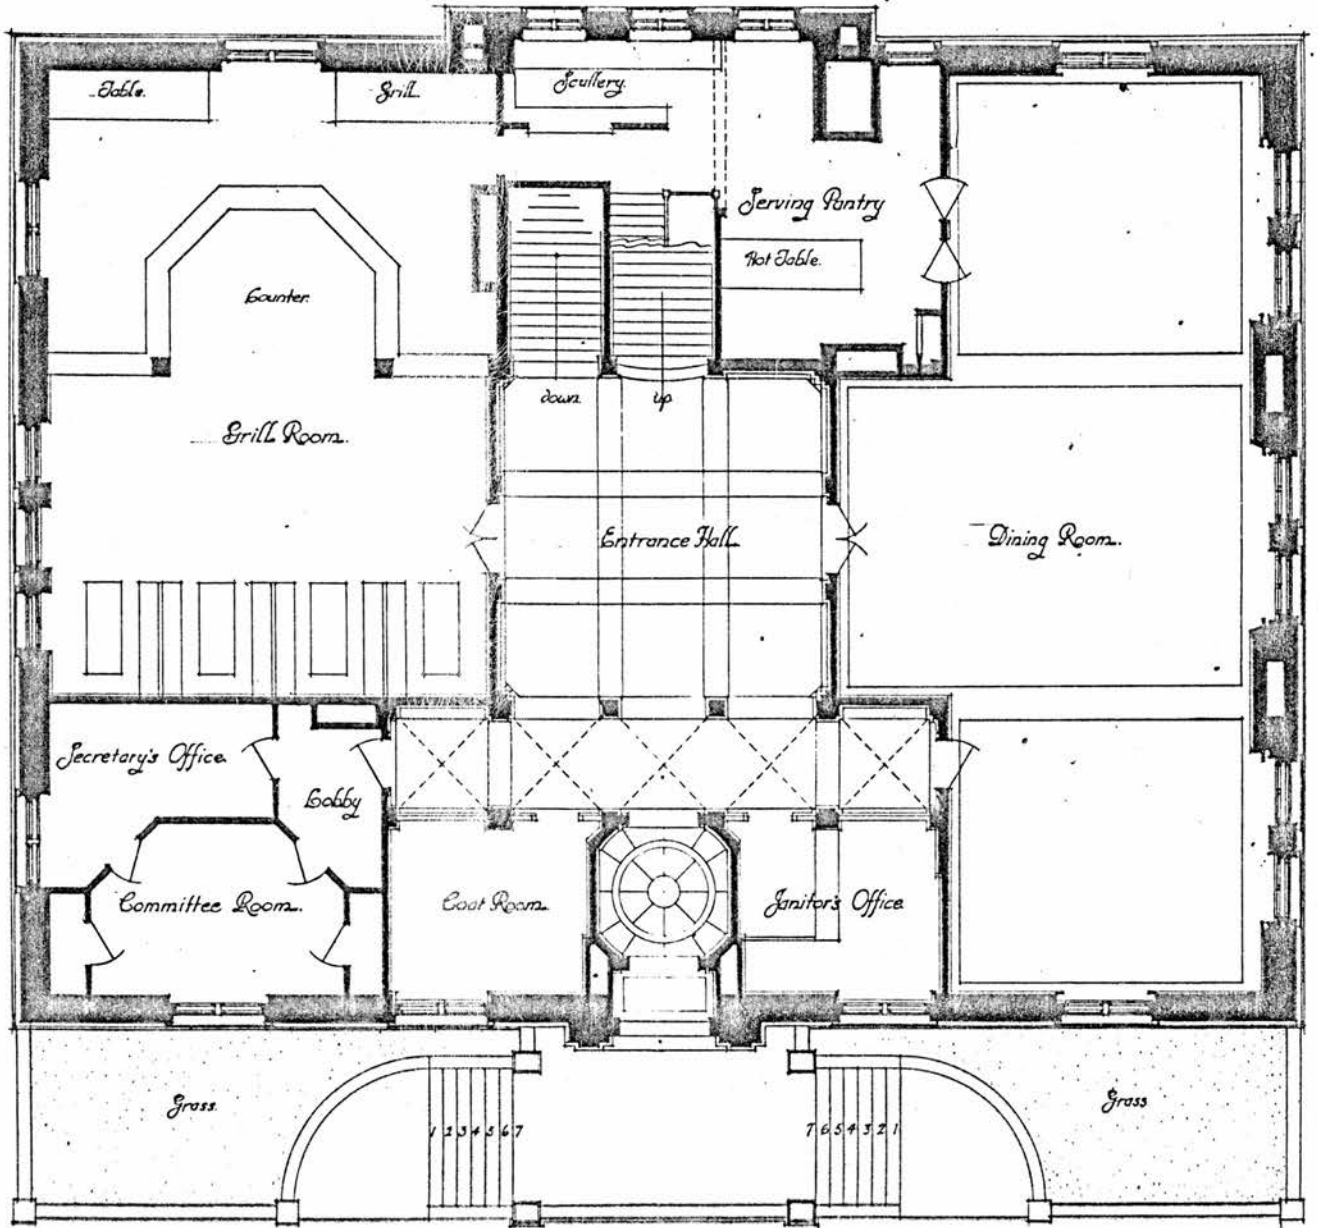 Table.
Grill
Scullery.
Serving Pantry
Hot Table.
Counter.
down
up
Grill Room.
Entrance Hall.
Dining Room.
Secretary's Office.
Lobby
Committee Room.
Coat Room.
Janitor's Office
Grass.
1 2 3 4 5 6 7
7 6 5 4 3 2 1
Grass